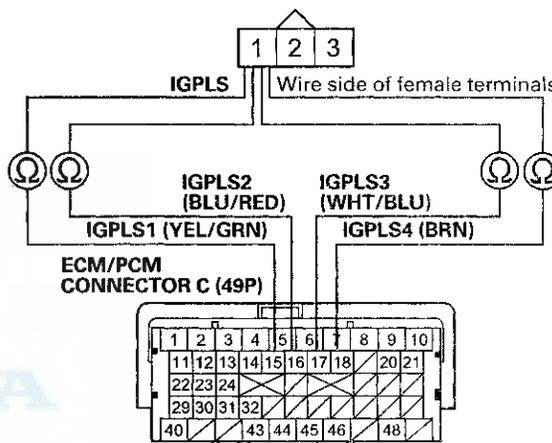 1 2 3
IGPLS
Wire side of female terminals
Ω Ω Ω Ω
IGPLS2
(BLU/RED)
IGPLS3
(WHT/BLU)
IGPLS1 (YEL/GRN)
IGPLS4 (BRN)
ECM/PCM
CONNECTOR C (49P)
1 2 3 4 5 6 7 8 9 10
11 12 13 14 15 16 17 18 20 21
22 23 24
29 30 31 32
40 43 44 45 46 48
A